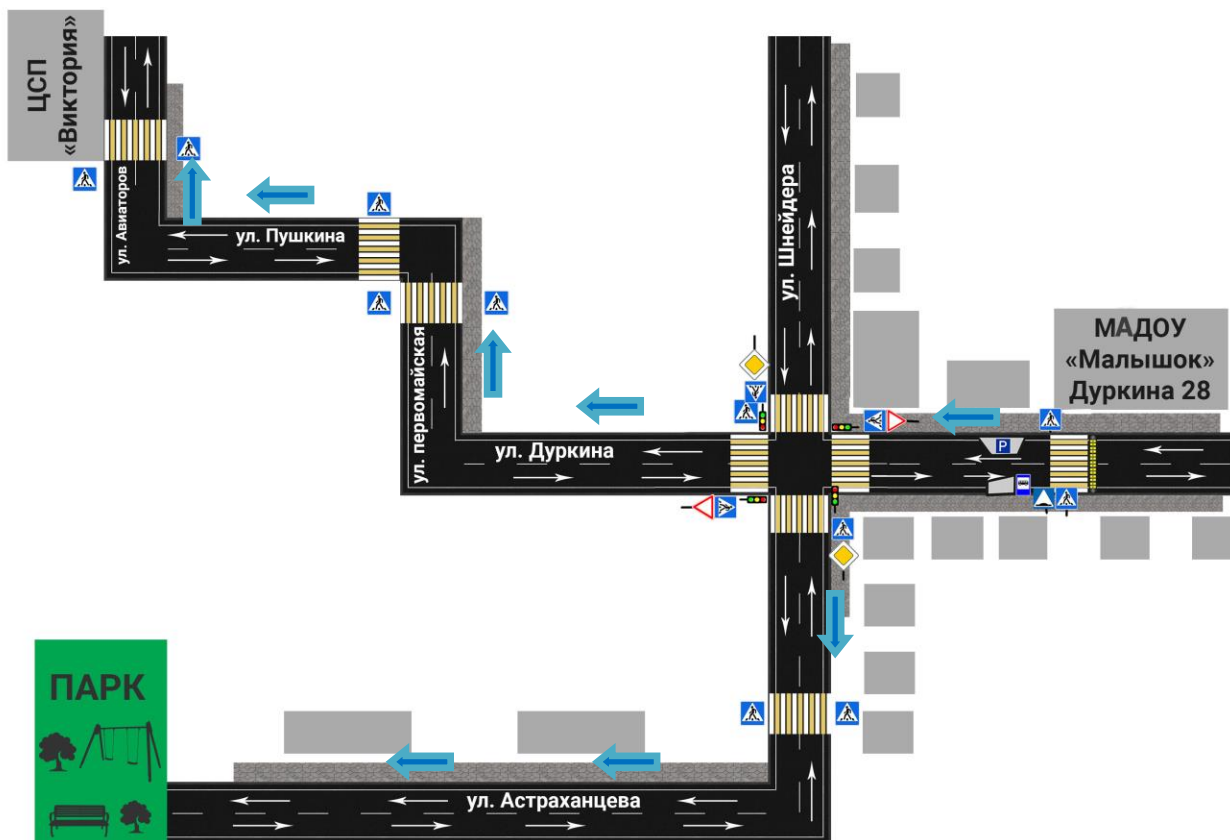 ЦСП
«Виктория»
ул. Авиаторов
ул. Пушкина
ул. первомайская
ул. Дуркина
ул. Шнейдера
МАДОУ
«Малышок»
Дуркина 28
P
ПАРК
ул. Астраханцева